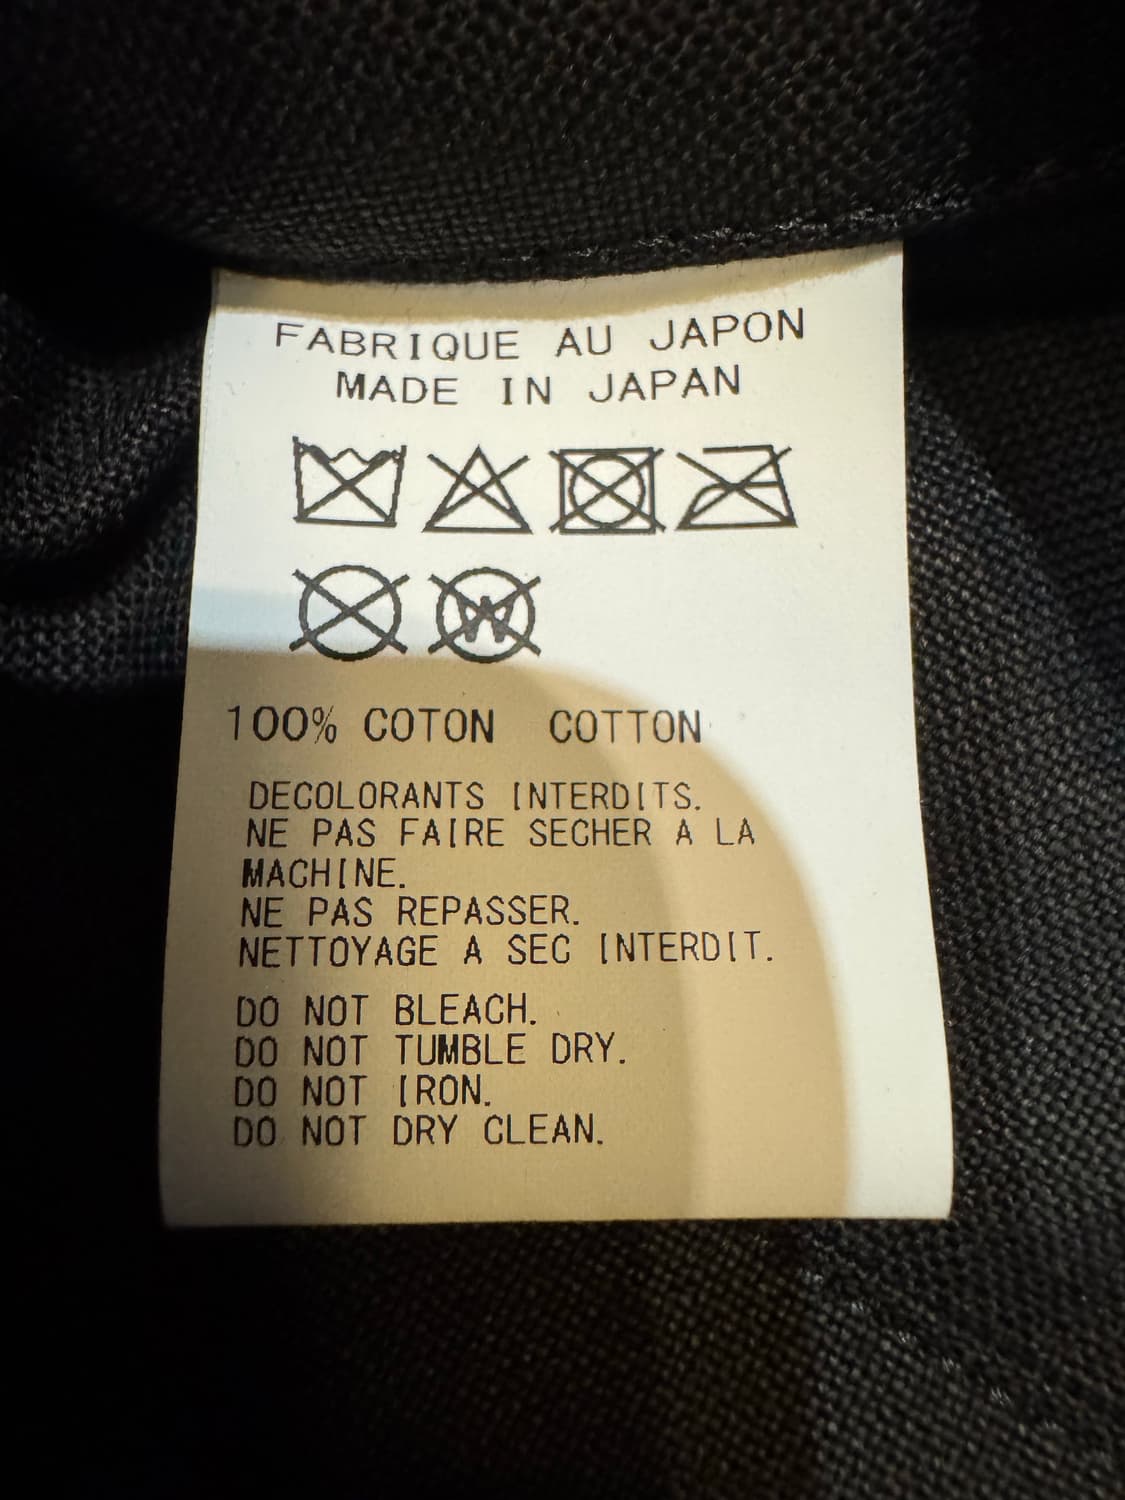 FABRIQUE AU JAPON
MADE IN JAPAN
W
100% COTON COTTON
DECOLORANTS INTERDITS.
NE PAS FAIRE SECHER A LA
MACHINE.
NE PAS REPASSER.
NETTOYAGE A SEC INTERDIT.
DO NOT BLEACH.
DO NOT TUMBLE DRY.
DO NOT IRON.
DO NOT DRY CLEAN.